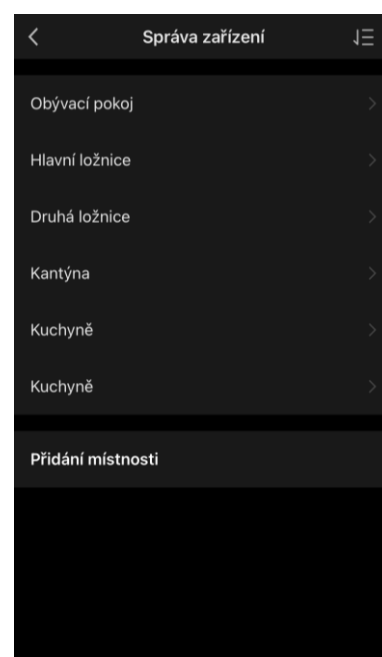 Správa zařízení
Obývací pokoj
Hlavní ložnice
Druhá ložnice
Kantýna
Kuchyně
Kuchyně
Přidání místnosti